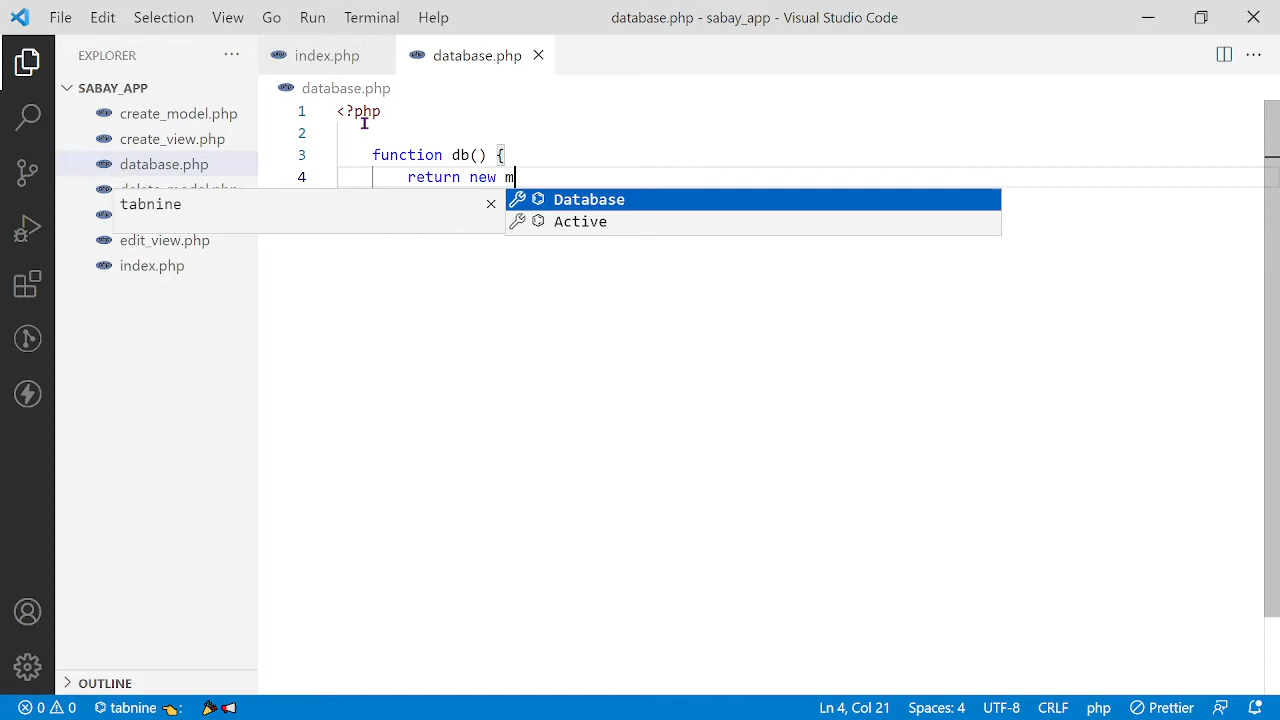 File Edit Selection View Go Run Terminal Help database.php - sabay_app - Visual Studio Code
EXPLORER
index.php
database.php
SABAY_APP
create_model.php
create_view.php
database.php
delete_model.php
edit_view.php
index.php
OUTLINE
database.php
1 <?php
2
3 function db() {
4 return new m
tabnine
Database
Active
0 0 tabnine Ln 4, Col 21 Spaces: 4 UTF-8 CRLF php Prettier